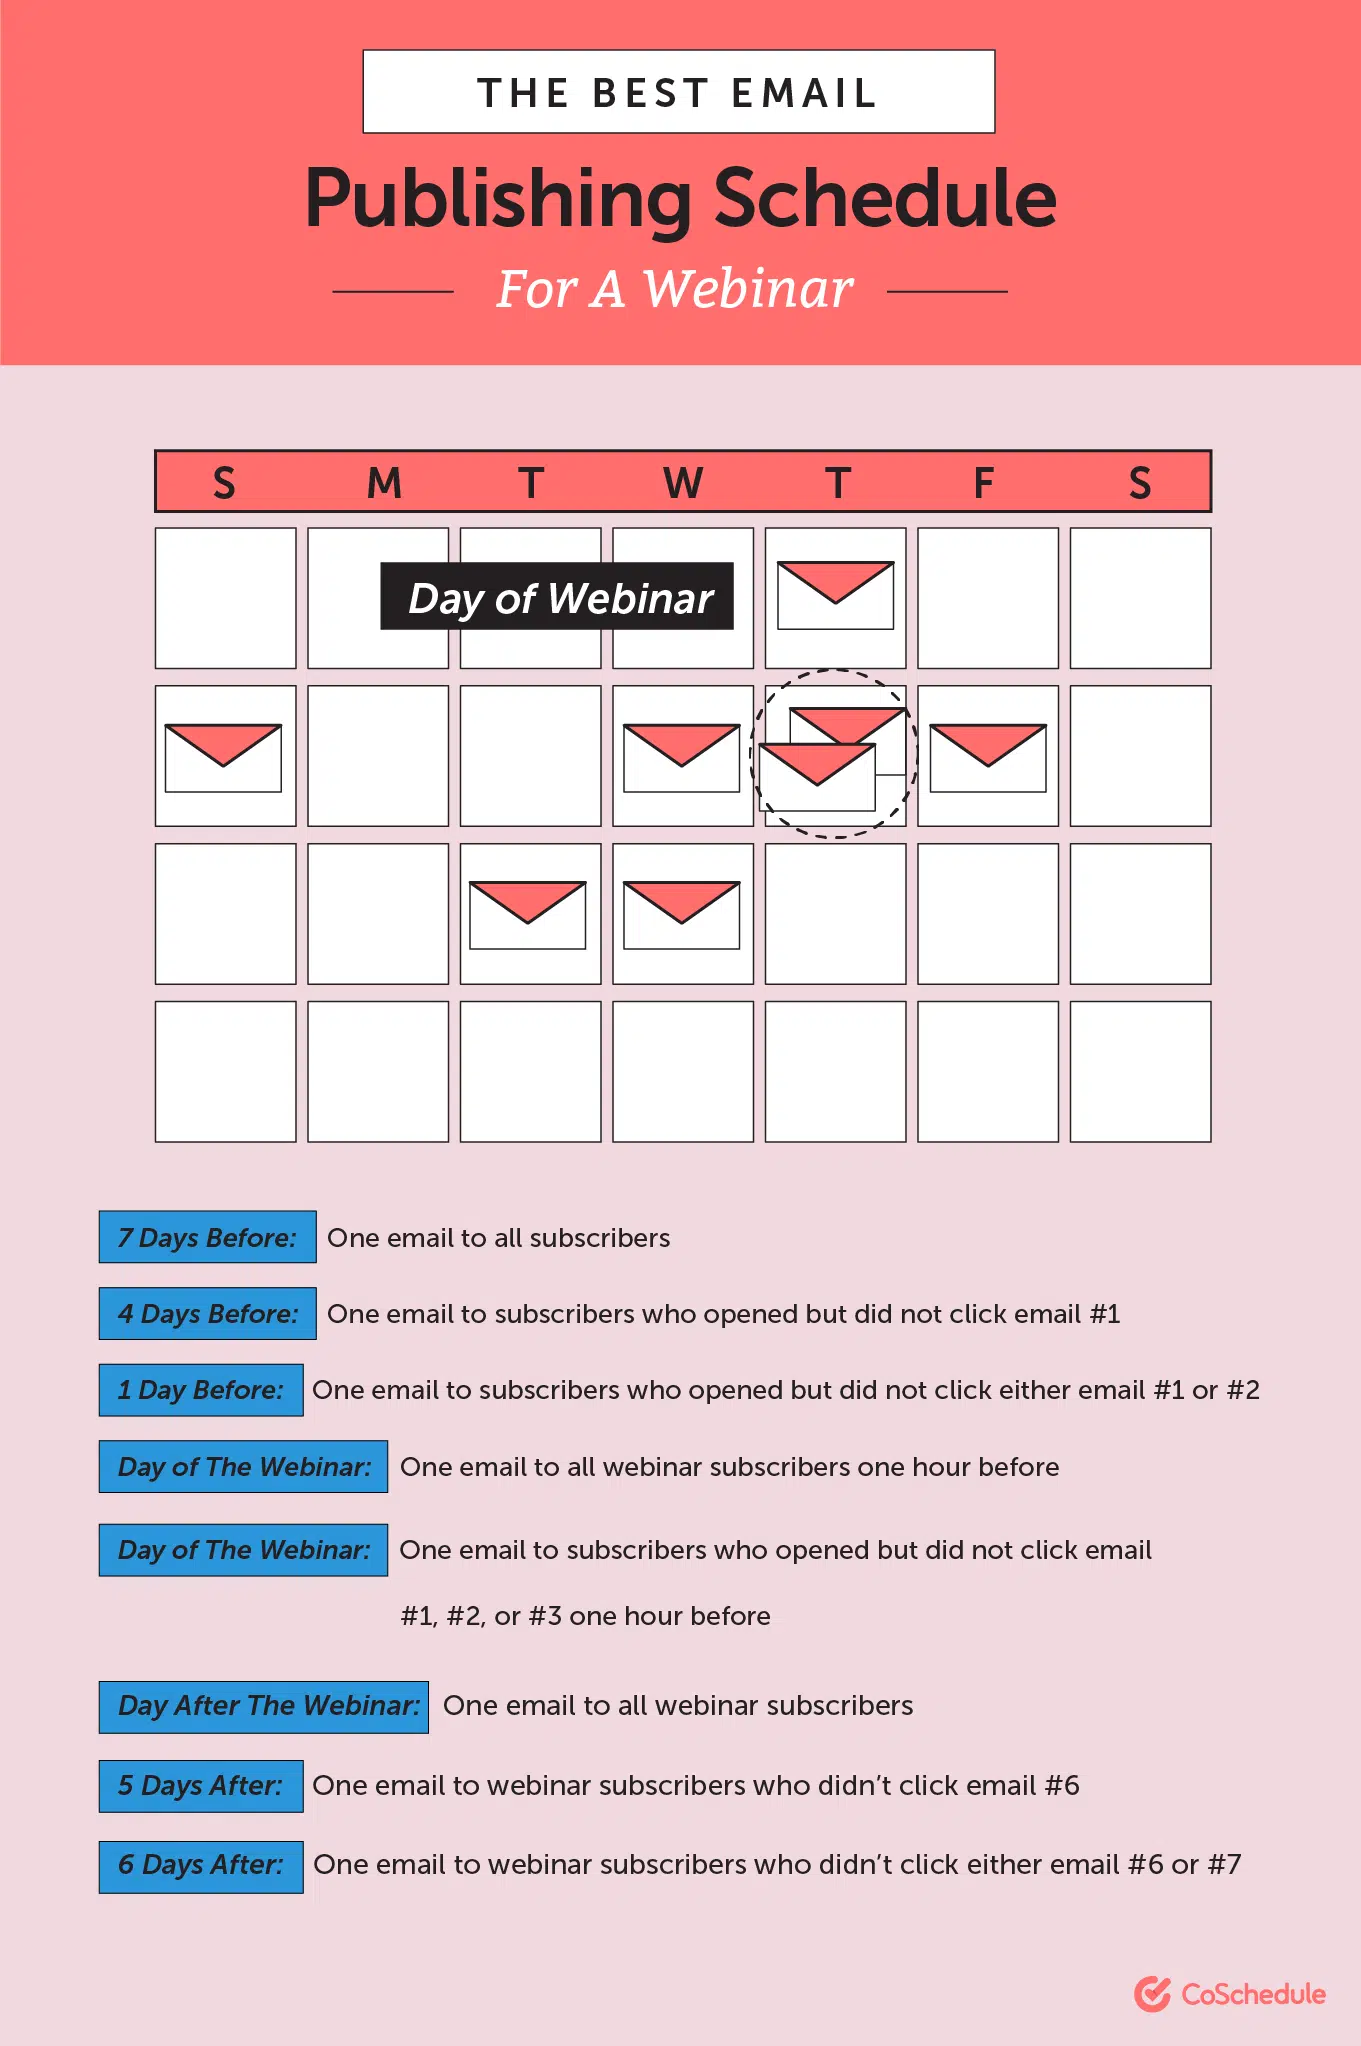 THE BEST EMAIL
Publishing Schedule
For A Webinar
S M T W T F S
Day of Webinar
7 Days Before: One email to all subscribers
4 Days Before: One email to subscribers who opened but did not click email #1
1 Day Before: One email to subscribers who opened but did not click either email #1 or #2
Day of The Webinar: One email to all webinar subscribers one hour before
Day of The Webinar: One email to subscribers who opened but did not click email
#1, #2, or #3 one hour before
Day After The Webinar: One email to all webinar subscribers
5 Days After: One email to webinar subscribers who didn’t click email #6
6 Days After: One email to webinar subscribers who didn’t click either email #6 or #7
CoSchedule